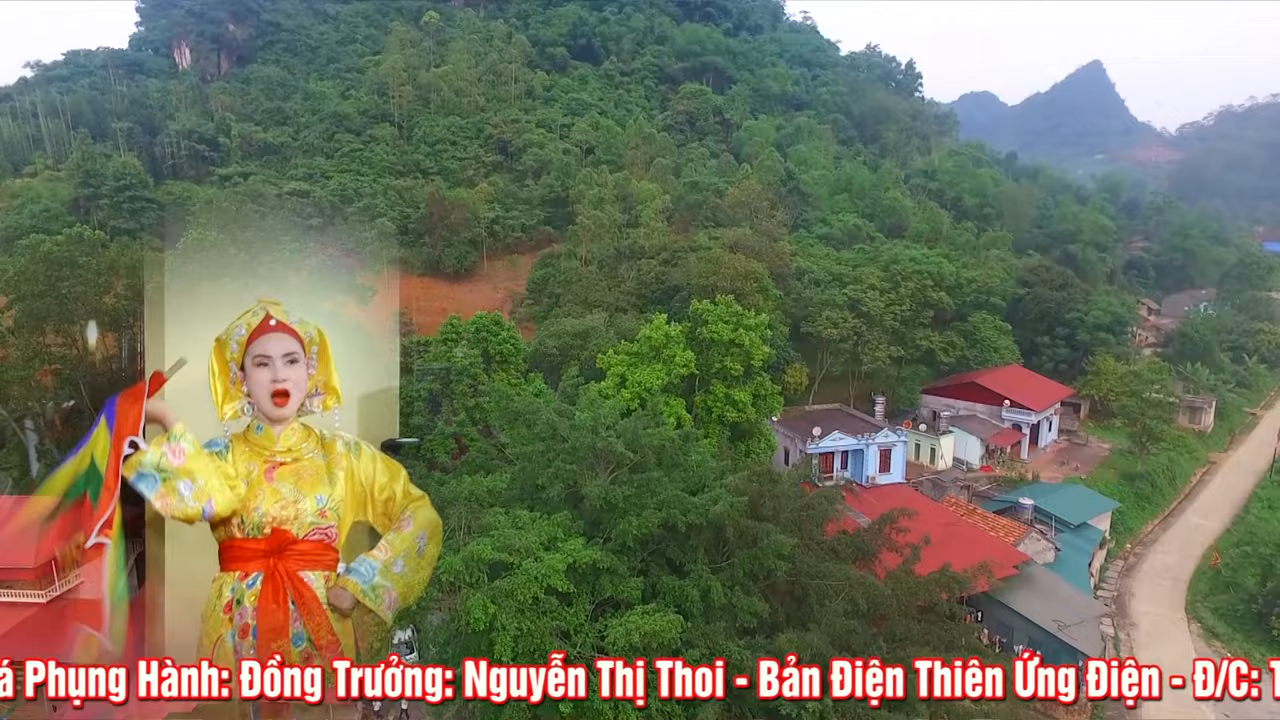 á Phụng Hành: Đồng Trưởng: Nguyễn Thị Thoi - Bản Điện Thiên Ứng Điện - Đ/C: T